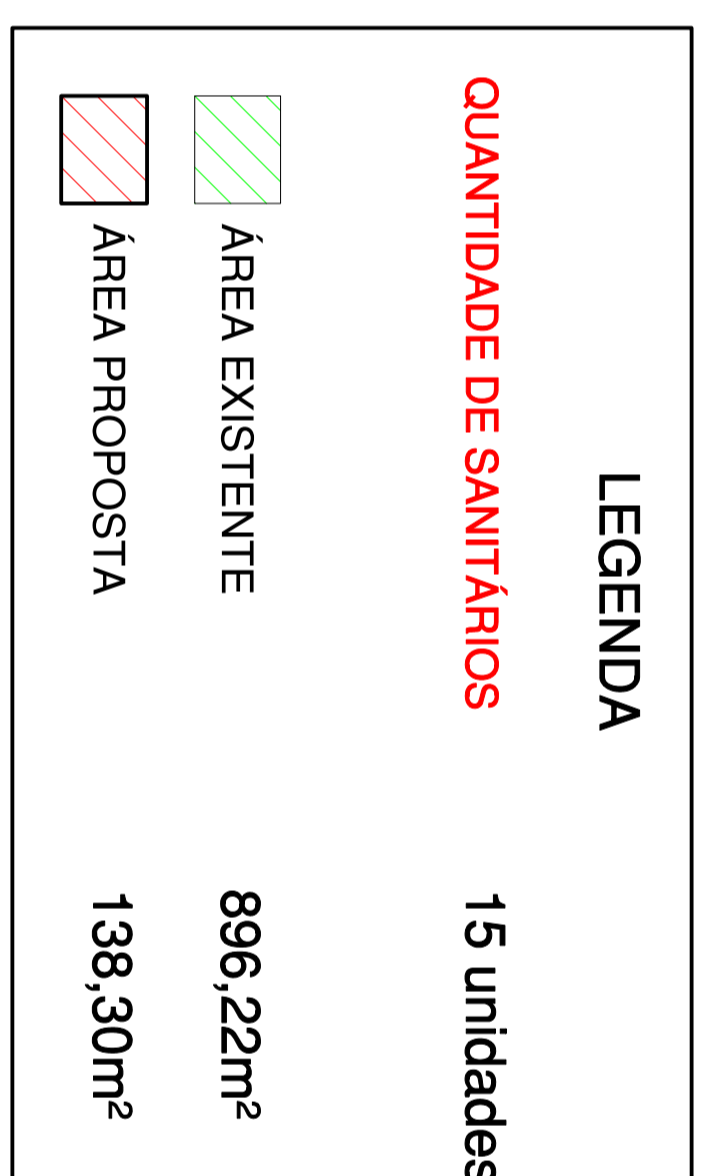 LEGENDA
QUANTIDADE DE SANITÁRIOS 15 unidades
ÁREA EXISTENTE 896,22m²
ÁREA PROPOSTA 138,30m²